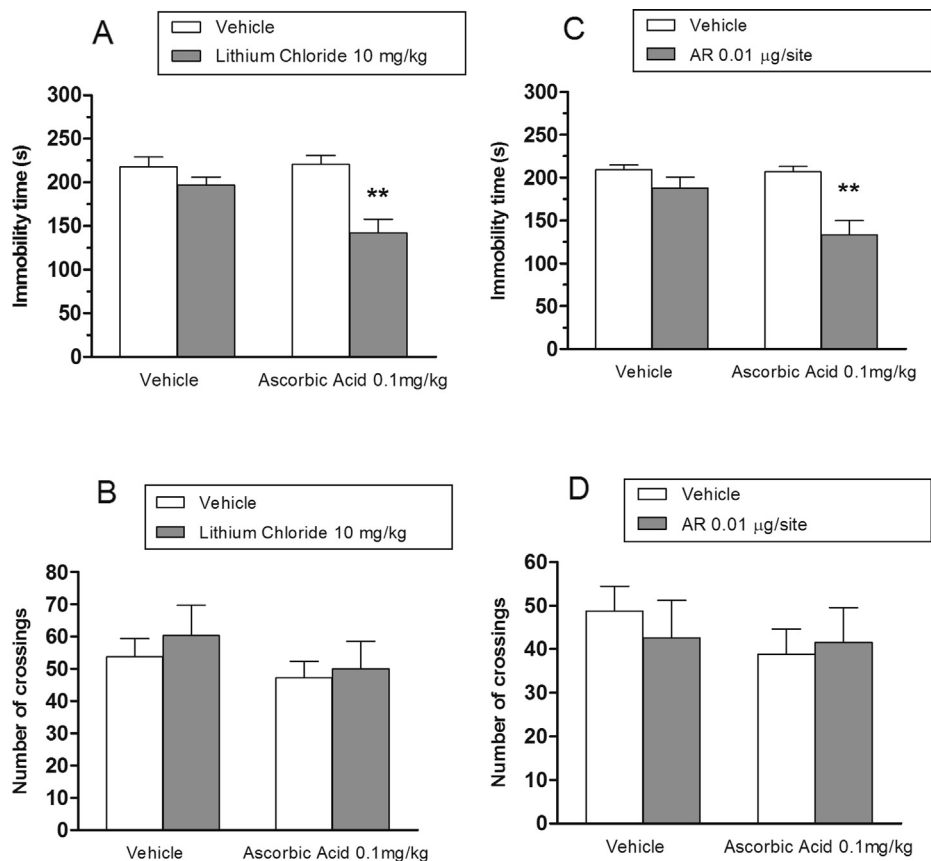 A
Vehicle
Lithium Chloride 10 mg/kg
Immobility time (s)
300
250
200
150
100
50
0
**
Vehicle
Ascorbic Acid 0.1mg/kg
C
Vehicle
AR 0.01 μg/site
Immobility time (s)
300
250
200
150
100
50
0
**
Vehicle
Ascorbic Acid 0.1mg/kg
B
Vehicle
Lithium Chloride 10 mg/kg
Number of crossings
80
70
60
50
40
30
20
10
0
Vehicle
Ascorbic Acid 0.1mg/kg
D
Vehicle
AR 0.01 μg/site
Number of crossings
60
50
40
30
20
10
0
Vehicle
Ascorbic Acid 0.1mg/kg